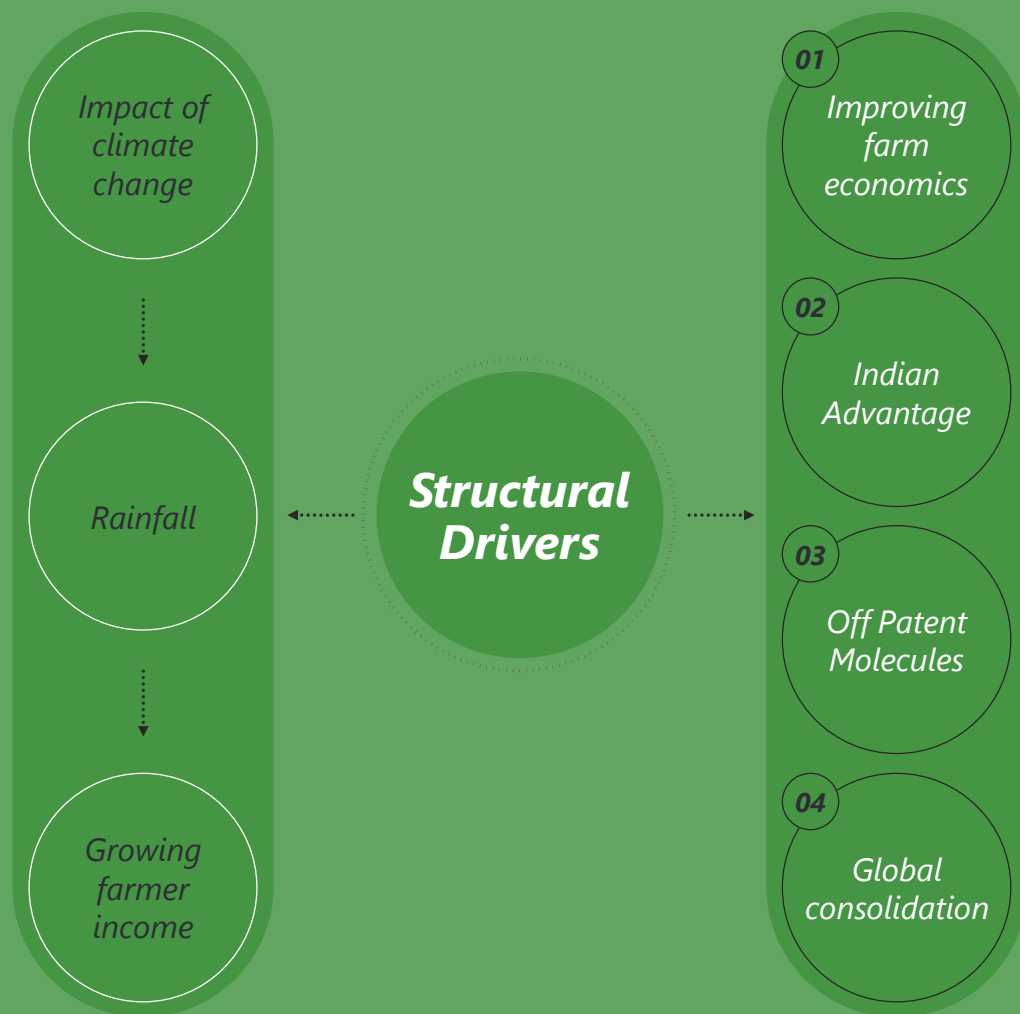 Impact of
climate
change
Rainfall
Growing
farmer
income
Structural
Drivers
01
Improving
farm
economics
02
Indian
Advantage
03
Off Patent
Molecules
04
Global
consolidation